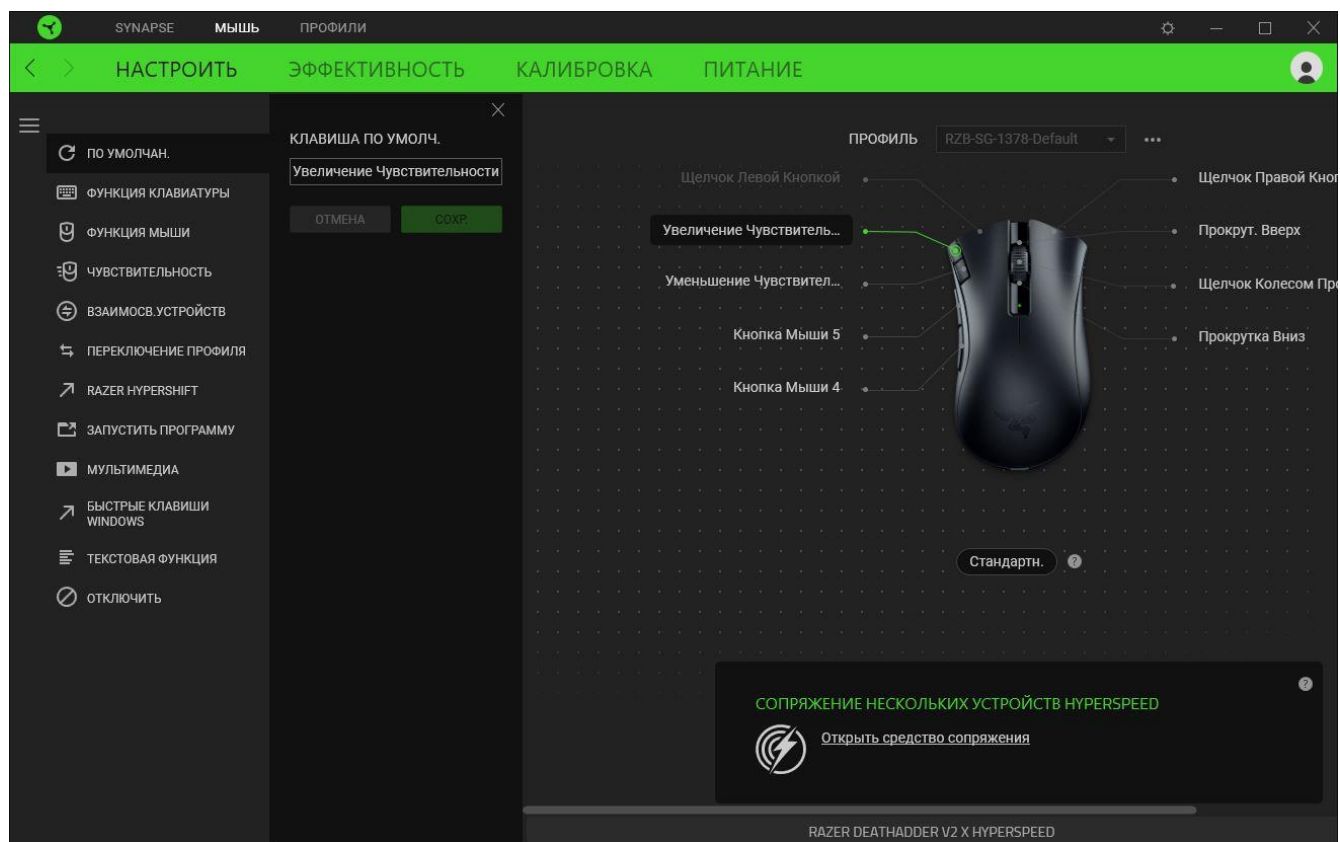 SYNAPSE МЫШЬ ПРОФИЛИ
НАСТРОИТЬ ЭФФЕКТИВНОСТЬ КАЛИБРОВКА ПИТАНИЕ
ПО УМОЛЧАН.
ФУНКЦИЯ КЛАВИАТУРЫ
ФУНКЦИЯ МЫШИ
ЧУВСТВИТЕЛЬНОСТЬ
ВЗАИМОСВ.УСТРОЙСТВ
ПЕРЕКЛЮЧЕНИЕ ПРОФИЛЯ
RAZER HYPERSHIFT
ЗАПУСТИТЬ ПРОГРАММУ
МУЛЬТИМЕДИА
БЫСТРЫЕ КЛАВИШИ
WINDOWS
ТЕКСТОВАЯ ФУНКЦИЯ
ОТКЛЮЧИТЬ
КЛАВИША ПО УМОЛЧ.
Увеличение Чувствительности
ОТМЕНА СОХР.
ПРОФИЛЬ RZB-SG-1378-Default
Щелчок Левой Кнопкой
Увеличение Чувствитель...
Уменьшение Чувствител...
Кнопка Мыши 5
Кнопка Мыши 4
Щелчок Правой Кноп
Прокрут. Вверх
Щелчок Колесом Про
Прокрутка Вниз
Стандартн. ?
?
СОПРЯЖЕНИЕ НЕСКОЛЬКИХ УСТРОЙСТВ HYPERSPEED
Открыть средство сопряжения
RAZER DEATHADDER V2 X HYPERSPEED